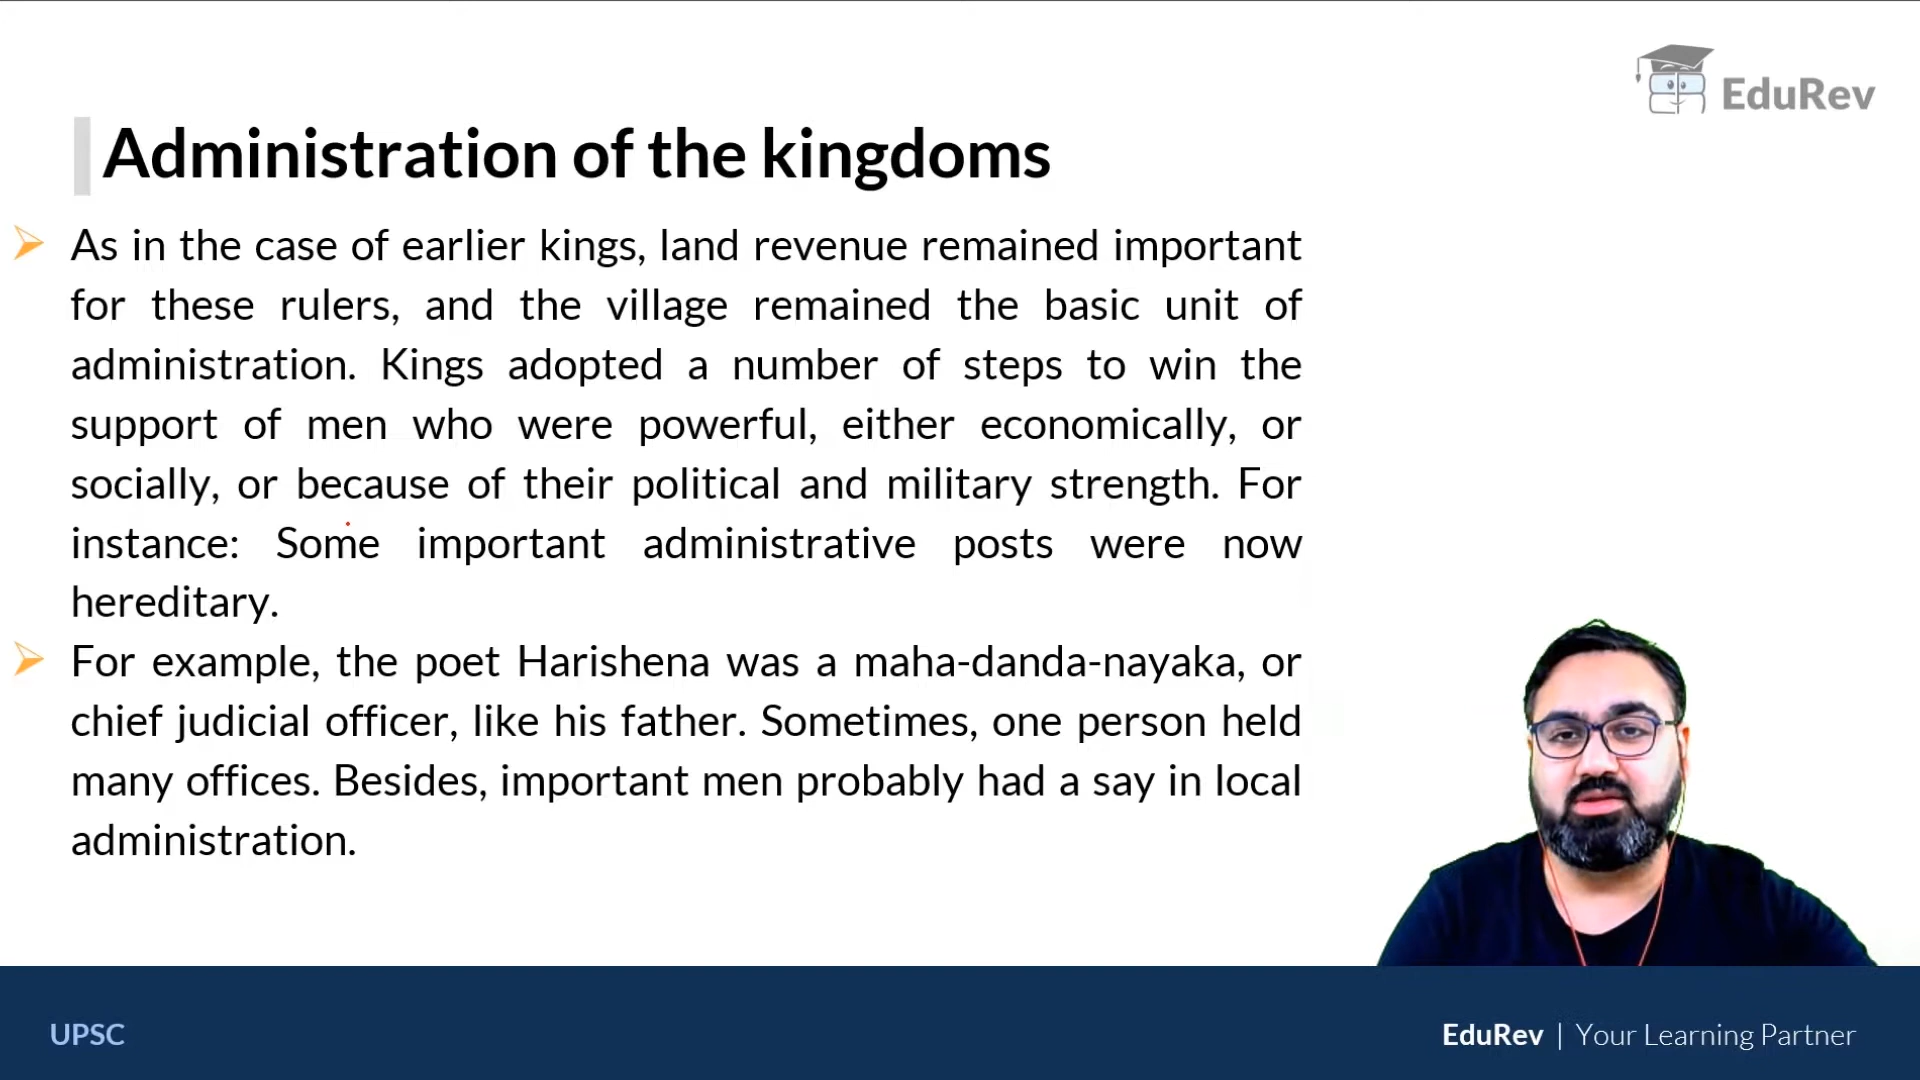 EduRev
Administration of the kingdoms
As in the case of earlier kings, land revenue remained important
for these rulers, and the village remained the basic unit of
administration. Kings adopted a number of steps to win the
support of men who were powerful, either economically, or
socially, or because of their political and military strength. For
instance: Some important administrative posts were now
hereditary.
For example, the poet Harishena was a maha-danda-nayaka, or
chief judicial officer, like his father. Sometimes, one person held
many offices. Besides, important men probably had a say in local
administration.
UPSC
EduRev | Your Learning Partner